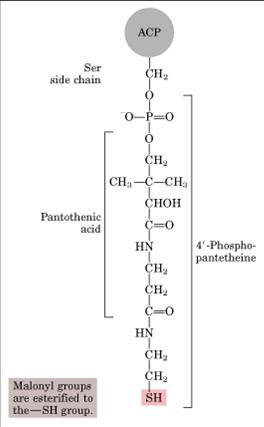 ACP
Ser
side chain
CH₂
O
⁻O—P=O
O
CH₂
CH₃—C—CH₃
CHOH
Pantothenic
acid
C=O
HN
4′-Phospho-
pantetheine
CH₂
CH₂
C=O
HN
CH₂
CH₂
SH
Malonyl groups
are esterified to
the—SH group.